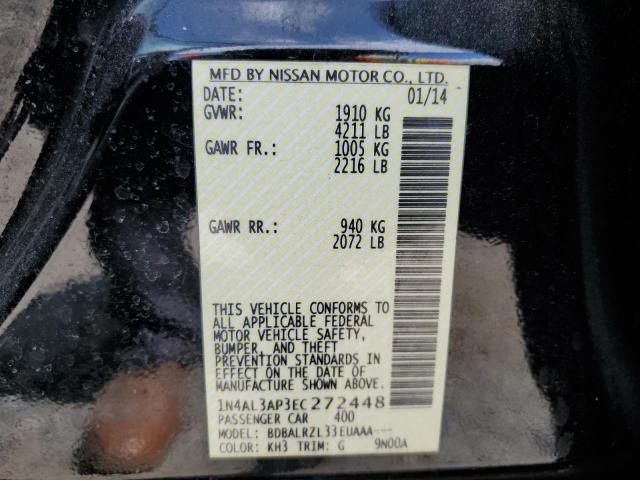 MFD BY NISSAN MOTOR CO., LTD.
DATE: 01/14
GVWR: 1910 KG
4211 LB
GAWR FR.: 1005 KG
2216 LB
GAWR RR.: 940 KG
2072 LB
THIS VEHICLE CONFORMS TO
ALL APPLICABLE FEDERAL
MOTOR VEHICLE SAFETY,
BUMPER, AND THEFT
PREVENTION STANDARDS IN
EFFECT ON THE DATE OF
MANUFACTURE SHOWN ABOVE.
1N4AL3AP3EC272448
PASSENGER CAR 400
MODEL: BDBALRZL33EUAAA---
COLOR: KH3 TRIM: G 9N00A